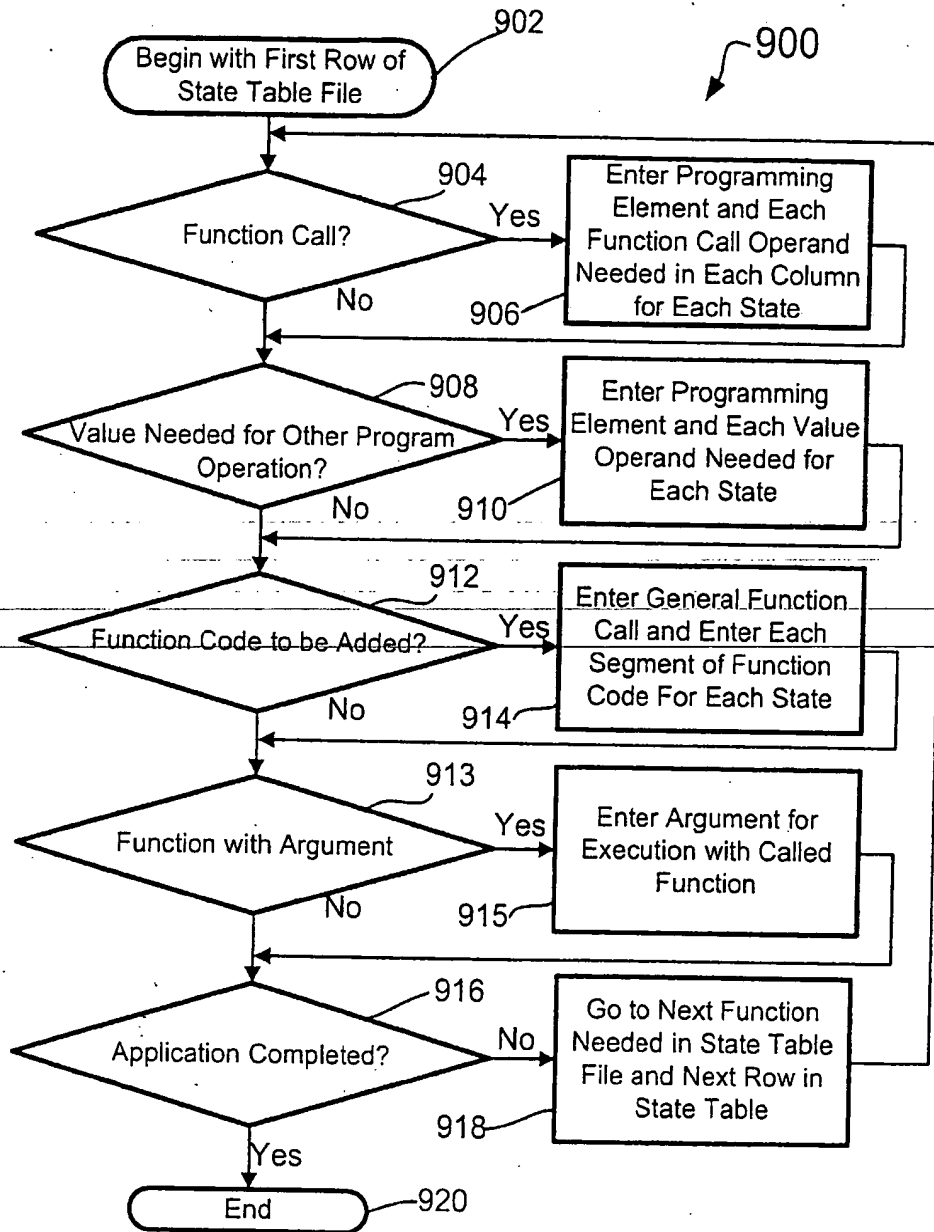 902
900
Begin with First Row of
State Table File
904
Function Call?
Yes
No
Enter Programming
Element and Each
Function Call Operand
Needed in Each Column
for Each State
906
908
Value Needed for Other Program
Operation?
Yes
No
Enter Programming
Element and Each Value
Operand Needed for
Each State
910
912
Function Code to be Added?
Yes
No
Enter General Function
Call and Enter Each
Segment of Function
Code For Each State
914
913
Function with Argument
Yes
No
Enter Argument for
Execution with Called
Function
915
916
Application Completed?
No
Yes
Go to Next Function
Needed in State Table
File and Next Row in
State Table
918
End
920